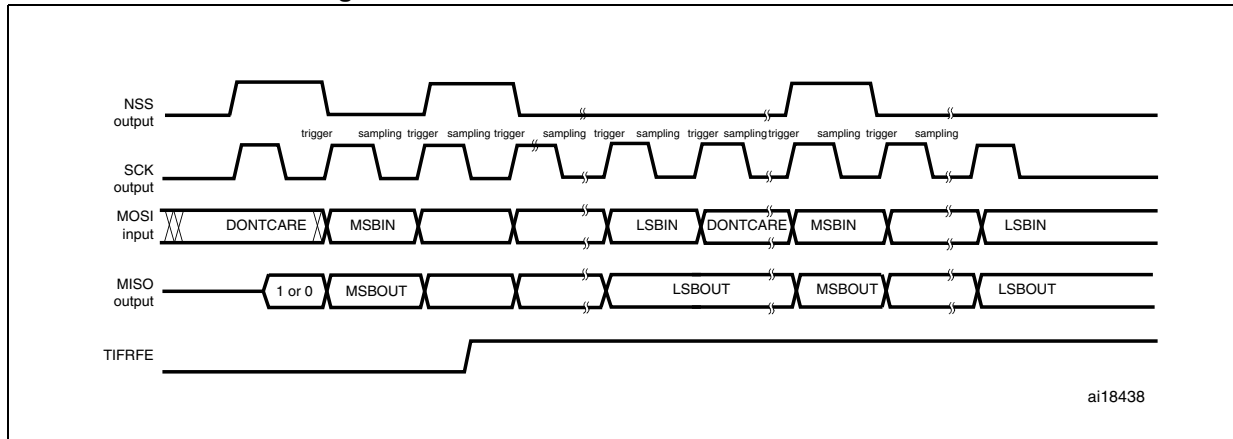 NSS
output
trigger sampling trigger sampling trigger sampling trigger sampling trigger sampling trigger sampling trigger sampling
SCK
output
MOSI
input
DONTCARE MSBIN LSBIN DONTCARE MSBIN LSBIN
MISO
output
1 or 0 MSBOUT LSBOUT MSBOUT LSBOUT
TIFRFE
ai18438